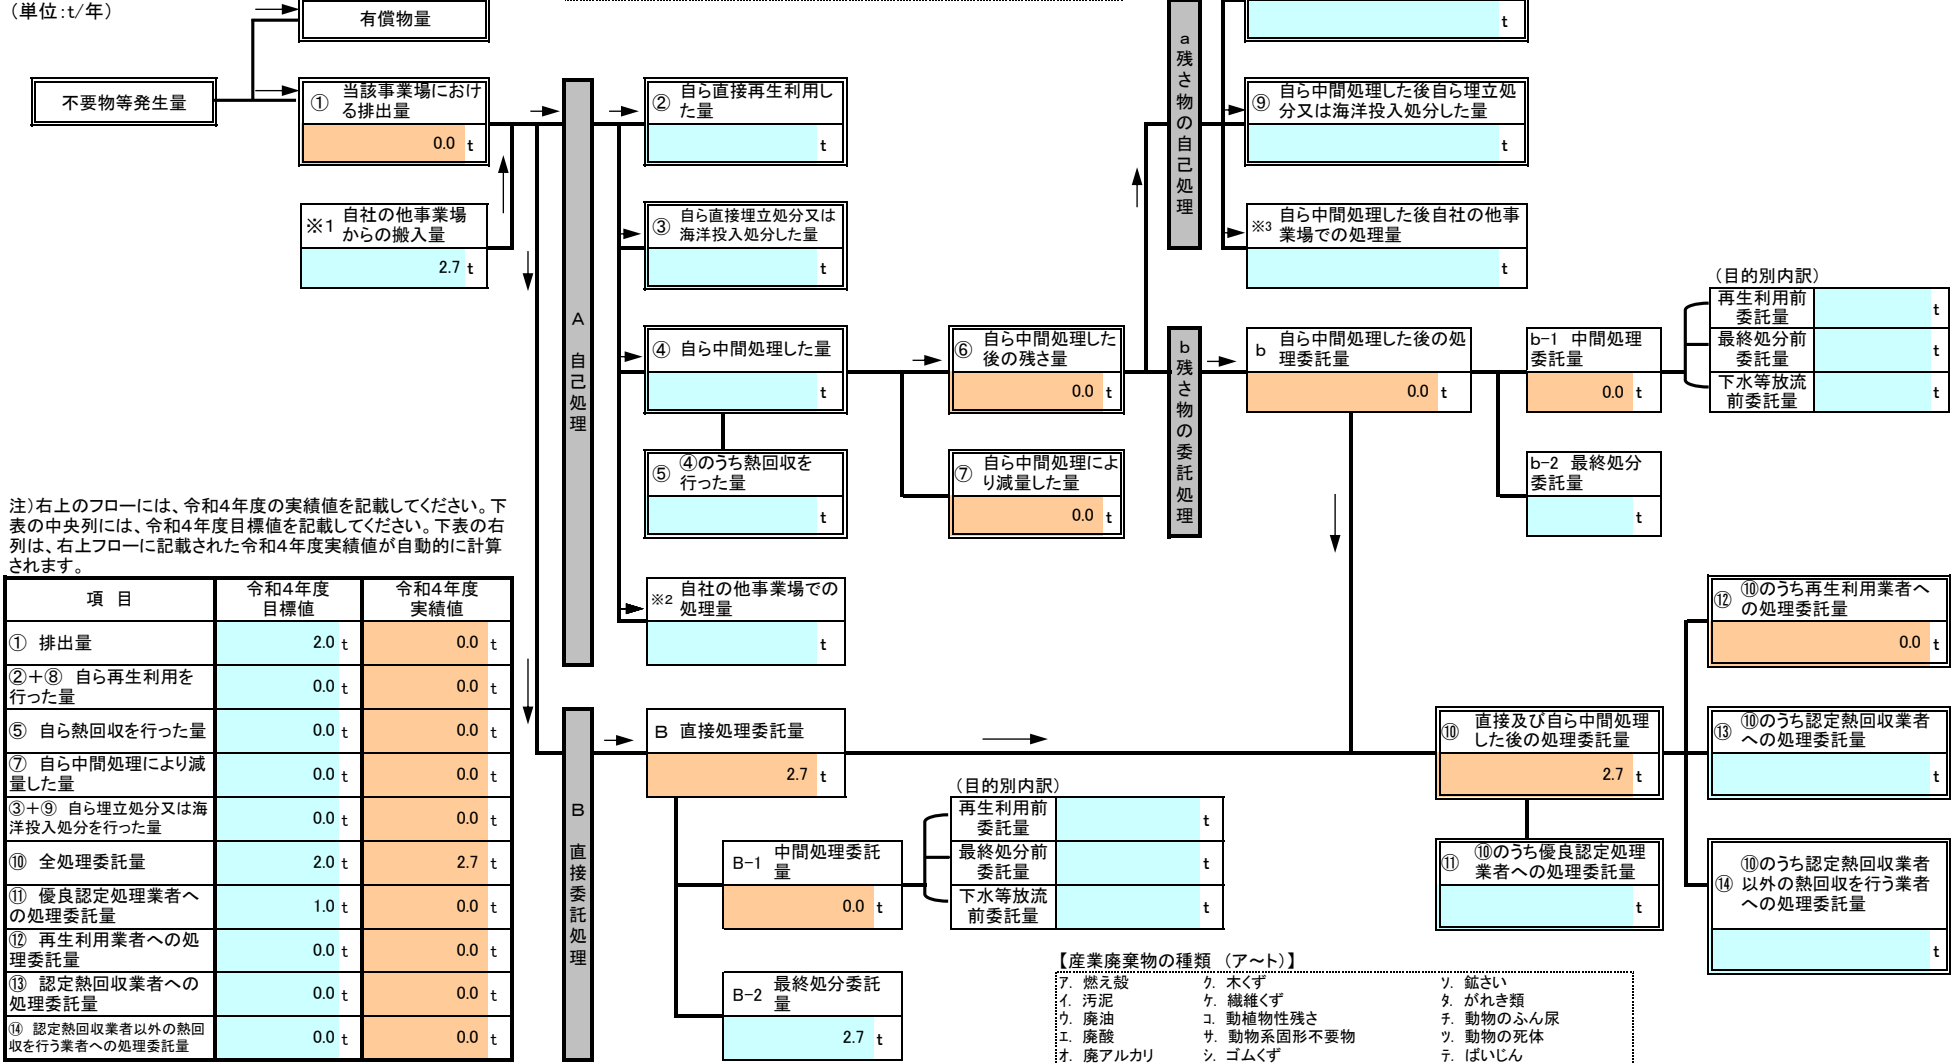 (単位:t/年)
有償物量
t
不要物等発生量
① 当該事業場におけ
る排出量
0.0 t
※1 自社の他事業場
からの搬入量
2.7 t
A 自己処理
② 自ら直接再生利用し
た量
t
③ 自ら直接埋立処分又は
海洋投入処分した量
t
④ 自ら中間処理した量
t
⑤ ④のうち熱回収を
行った量
t
※2 自社の他事業場での
処理量
t
⑥ 自ら中間処理した
後の残さ量
0.0 t
⑦ 自ら中間処理によ
り減量した量
0.0 t
a残さ物の自己処理
⑨ 自ら中間処理した後自ら埋立処
分又は海洋投入処分した量
t
※3 自ら中間処理した後自社の他事
業場での処理量
t
b残さ物の委託処理
b 自ら中間処理した後の処
理委託量
0.0 t
b-1 中間処理
委託量
0.0 t
b-2 最終処分
委託量
t
(目的別内訳)
再生利用前
委託量
t
最終処分前
委託量
t
下水等放流
前委託量
t
注)右上のフローには、令和4年度の実績値を記載してください。下
表の中央列には、令和4年度目標値を記載してください。下表の右
列は、右上フローに記載された令和4年度実績値が自動的に計算
されます。
項 目
令和4年度
目標値
令和4年度
実績値
① 排出量 2.0 t 0.0 t
②+⑧ 自ら再生利用を
行った量 0.0 t 0.0 t
⑤ 自ら熱回収を行った量 0.0 t 0.0 t
⑦ 自ら中間処理により減
量した量 0.0 t 0.0 t
③+⑨ 自ら埋立処分又は海
洋投入処分を行った量 0.0 t 0.0 t
⑩ 全処理委託量 2.0 t 2.7 t
⑪ 優良認定処理業者へ
の処理委託量 1.0 t 0.0 t
⑫ 再生利用業者への処
理委託量 0.0 t 0.0 t
⑬ 認定熱回収業者への
処理委託量 0.0 t 0.0 t
⑭ 認定熱回収業者以外の熱回
収を行う業者への処理委託量 0.0 t 0.0 t
B 直接委託処理
B 直接処理委託量
2.7 t
B-1 中間処理委託
量
0.0 t
B-2 最終処分委託
量
2.7 t
(目的別内訳)
再生利用前
委託量
t
最終処分前
委託量
t
下水等放流
前委託量
t
⑩ 直接及び自ら中間処理
した後の処理委託量
2.7 t
⑪ ⑩のうち優良認定処理
業者への処理委託量
t
⑫ ⑩のうち再生利用業者へ
の処理委託量
0.0 t
⑬ ⑩のうち認定熱回収業者
への処理委託量
t
⑭ ⑩のうち認定熱回収業者
以外の熱回収を行う業者
への処理委託量
t
【産業廃棄物の種類 (ア~ト)】
ア. 燃え殻 ク. 木くず ソ. 鉱さい
イ. 汚泥 ケ. 繊維くず タ. がれき類
ウ. 廃油 コ. 動植物性残さ チ. 動物のふん尿
エ. 廃酸 サ. 動物系固形不要物 ツ. 動物の死体
オ. 廃アルカリ シ. ゴムくず テ. ばいじん